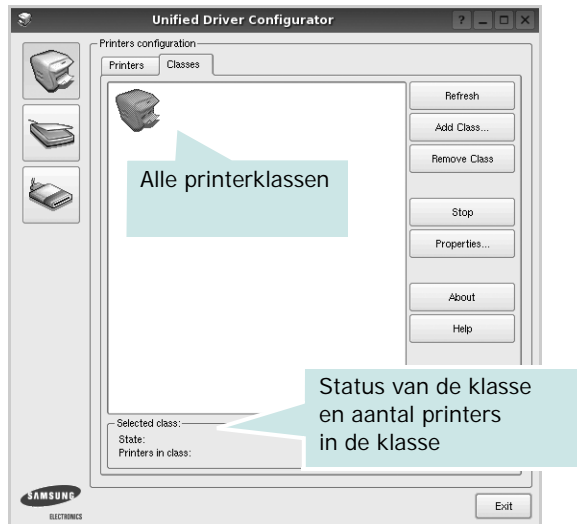 Unified Driver Configurator
Printers configuration
Printers
Classes
Refresh
Add Class...
Remove Class
Alle printerklassen
Stop
Properties...
About
Help
Status van de klasse
en aantal printers
in de klasse
Selected class:
State:
Printers in class:
SAMSUNG
ELECTRONICS
Exit